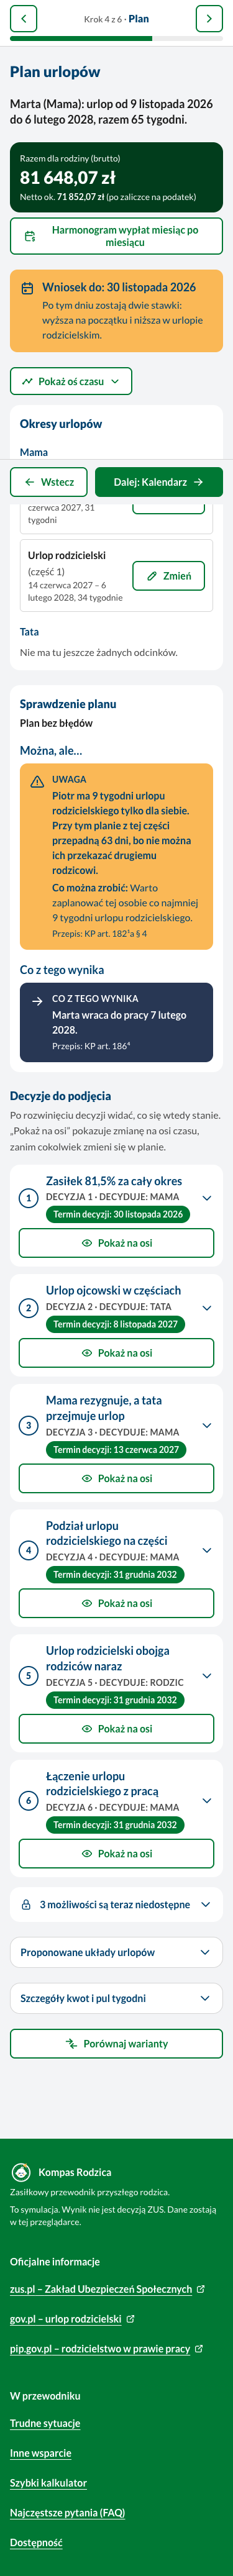 Krok 4 z 6 · Plan
Plan urlopów
Marta (Mama): urlop od 9 listopada 2026
do 6 lutego 2028, razem 65 tygodni.
Razem dla rodziny (brutto)
81 648,07 zł
Netto ok. 71 852,07 zł (po zaliczce na podatek)
Harmonogram wypłat miesiąc po
miesiącu
Wniosek do: 30 listopada 2026
Po tym dniu zostają dwie stawki:
wyższa na początku i niższa w urlopie
rodzicielskim.
Pokaż oś czasu
Okresy urlopów
Mama
Wstecz
Dalej: Kalendarz
czerwca 2027, 31
tygodni
Urlop rodzicielski
(część 1)
14 czerwca 2027 – 6
lutego 2028, 34 tygodnie
Zmień
Tata
Nie ma tu jeszcze żadnych odcinków.
Sprawdzenie planu
Plan bez błędów
Można, ale…
UWAGA
Piotr ma 9 tygodni urlopu
rodzicielskiego tylko dla siebie.
Przy tym planie z tej części
przepadną 63 dni, bo nie można
ich przekazać drugiemu
rodzicowi.
Co można zrobić: Warto
zaplanować tej osobie co najmniej
9 tygodni urlopu rodzicielskiego.
Przepis: KP art. 182¹a § 4
Co z tego wynika
CO Z TEGO WYNIKA
Marta wraca do pracy 7 lutego
2028.
Przepis: KP art. 186⁴
Decyzje do podjęcia
Po rozwinięciu decyzji widać, co się wtedy stanie.
„Pokaż na osi” pokazuje zmianę na osi czasu,
zanim cokolwiek zmieni się w planie.
1
Zasiłek 81,5% za cały okres
DECYZJA 1 · DECYDUJE: MAMA
Termin decyzji: 30 listopada 2026
Pokaż na osi
2
Urlop ojcowski w częściach
DECYZJA 2 · DECYDUJE: TATA
Termin decyzji: 8 listopada 2027
Pokaż na osi
3
Mama rezygnuje, a tata
przejmuje urlop
DECYZJA 3 · DECYDUJE: MAMA
Termin decyzji: 13 czerwca 2027
Pokaż na osi
4
Podział urlopu
rodzicielskiego na części
DECYZJA 4 · DECYDUJE: MAMA
Termin decyzji: 31 grudnia 2032
Pokaż na osi
5
Urlop rodzicielski obojga
rodziców naraz
DECYZJA 5 · DECYDUJE: RODZIC
Termin decyzji: 31 grudnia 2032
Pokaż na osi
6
Łączenie urlopu
rodzicielskiego z pracą
DECYZJA 6 · DECYDUJE: MAMA
Termin decyzji: 31 grudnia 2032
Pokaż na osi
3 możliwości są teraz niedostępne
Proponowane układy urlopów
Szczegóły kwot i pul tygodni
Porównaj warianty
Kompas Rodzica
Zasiłkowy przewodnik przyszłego rodzica.
To symulacja. Wynik nie jest decyzją ZUS. Dane zostają
w tej przeglądarce.
Oficjalne informacje
zus.pl – Zakład Ubezpieczeń Społecznych
gov.pl – urlop rodzicielski
pip.gov.pl – rodzicielstwo w prawie pracy
W przewodniku
Trudne sytuacje
Inne wsparcie
Szybki kalkulator
Najczęstsze pytania (FAQ)
Dostępność